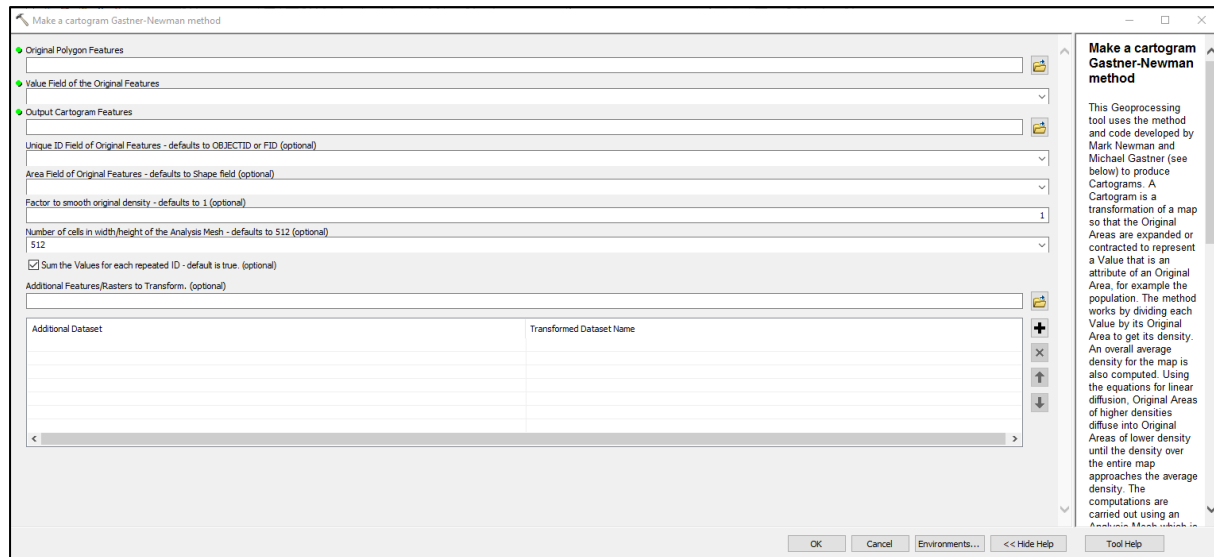 Make a cartogram Gastner-Newman method
Original Polygon Features
Value Field of the Original Features
Output Cartogram Features
Unique ID Field of Original Features - defaults to OBJECTID or FID (optional)
Area Field of Original Features - defaults to Shape field (optional)
Factor to smooth original density - defaults to 1 (optional)
1
Number of cells in width/height of the Analysis Mesh - defaults to 512 (optional)
512
Sum the Values for each repeated ID - default is true. (optional)
Additional Features/Rasters to Transform. (optional)
Additional Dataset
Transformed Dataset Name
OK
Cancel
Environments...
<< Hide Help
Tool Help
Make a cartogram
Gastner-Newman
method
This Geoprocessing
tool uses the method
and code developed by
Mark Newman and
Michael Gastner (see
below) to produce
Cartograms. A
Cartogram is a
transformation of a map
so that the Original
Areas are expanded or
contracted to represent
a Value that is an
attribute of an Original
Area, for example the
population. The method
works by dividing each
Value by its Original
Area to get its density.
An overall average
density for the map is
also computed. Using
the equations for linear
diffusion, Original Areas
of higher densities
diffuse into Original
Areas of lower density
until the density over
the entire map
approaches the average
density. The
computations are
carried out using an
Analysis Mesh which is